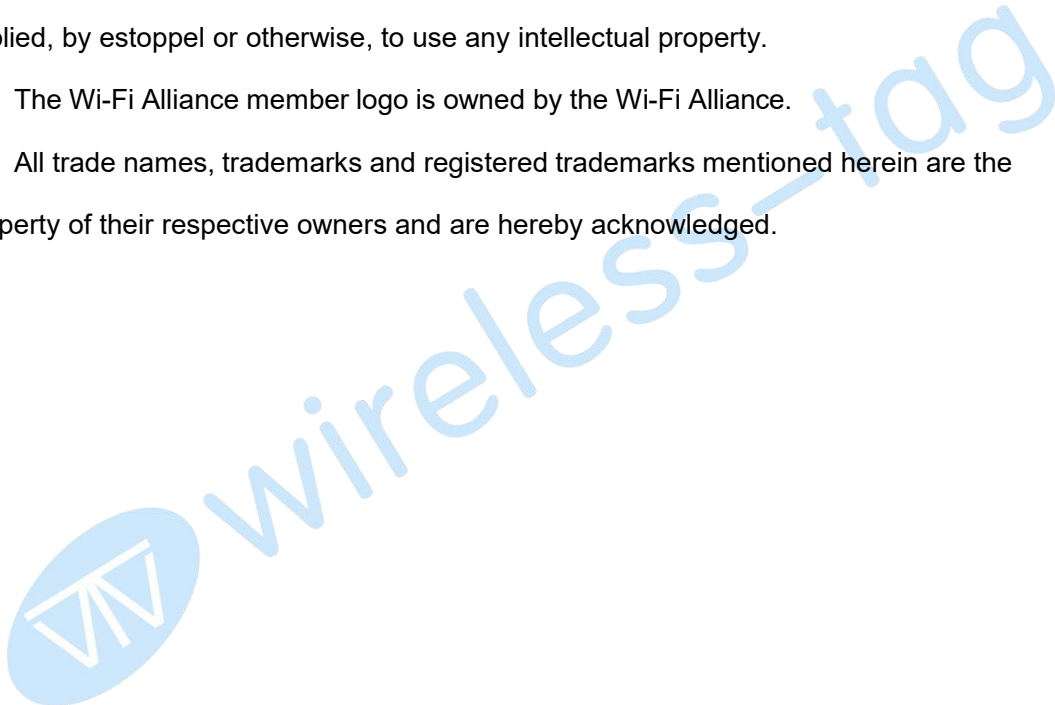 plied, by estoppel or otherwise, to use any intellectual property.
The Wi-Fi Alliance member logo is owned by the Wi-Fi Alliance.
All trade names, trademarks and registered trademarks mentioned herein are the
perty of their respective owners and are hereby acknowledged.
wireless-tag